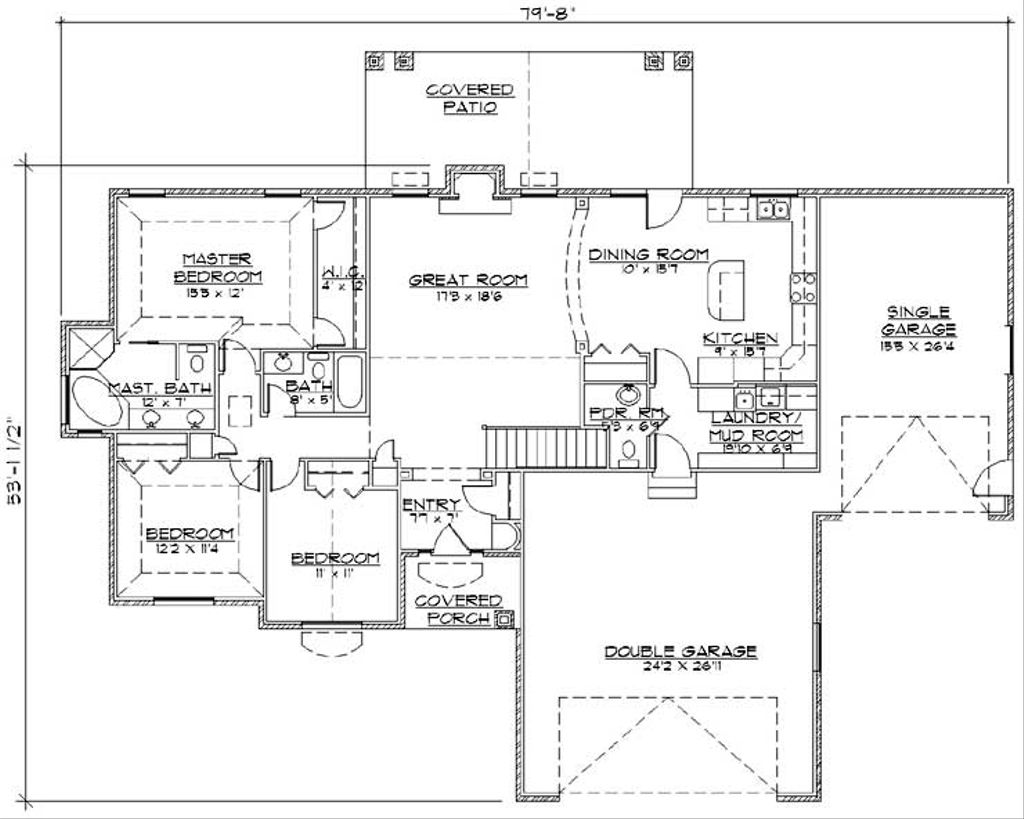 79'-8"
COVERED
PATIO
MASTER
BEDROOM
15'5 x 12'
W.I.C.
4' x 12'
GREAT ROOM
17'3 x 18'6
DINING ROOM
10' x 15'7
KITCHEN
9' x 15'7
SINGLE
GARAGE
15'5 x 26'4
MAST. BATH
12' x 7'
BATH
8' x 5'
PDR. RM.
5'3 x 6'9
LAUNDRY/
MUD ROOM
19'10 x 6'9
53'-1 1/2"
BEDROOM
12'2 x 11'4
BEDROOM
11' x 11'
ENTRY
7'7 x 7'
COVERED
PORCH
DOUBLE GARAGE
24'2 X 26'11